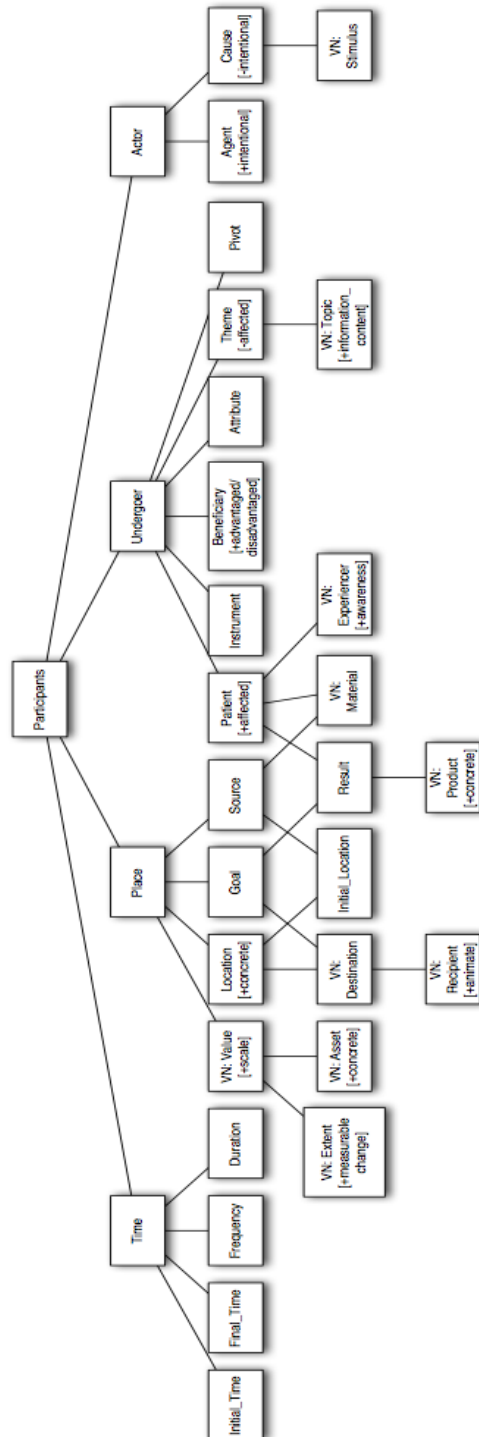 Participants
Time
Place
Undergoer
Actor
Initial_Time
Final_Time
Frequency
Duration
VN: Value
[+scale]
Location
[+concrete]
Goal
Source
Patient
[+affected]
Instrument
Beneficiary
[+advantaged/
disadvantaged]
Attribute
Theme
[-affected]
Pivot
Agent
[+intentional]
Cause
[-intentional]
VN: Extent
[+measurable
change]
VN: Asset
[+concrete]
VN:
Destination
Initial_Location
Result
VN:
Material
VN:
Experiencer
[+awareness]
VN: Topic
[+information_
content]
VN:
Stimulus
VN:
Recipient
[+animate]
VN:
Product
[+concrete]